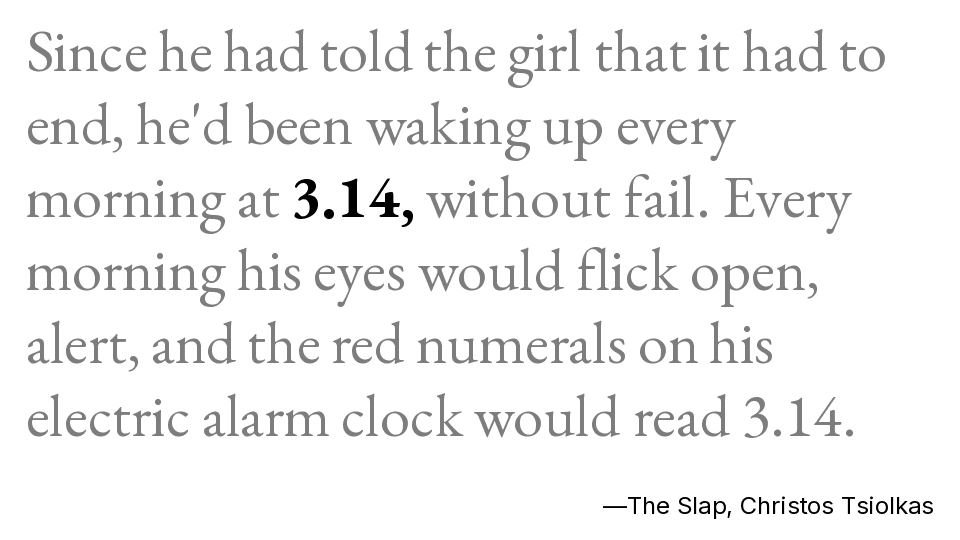 Since he had told the girl that it had to
end, he'd been waking up every
morning at 3.14, without fail. Every
morning his eyes would flick open,
alert, and the red numerals on his
electric alarm clock would read 3.14.
—The Slap, Christos Tsiolkas